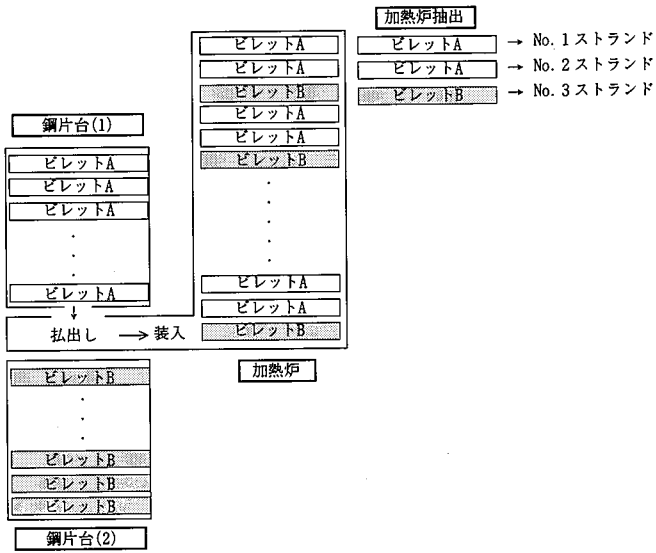 加熱炉抽出
ビレットA → No. 1 ストランド
ビレットA → No. 2 ストランド
ビレットB → No. 3 ストランド
ビレットA
ビレットA
ビレットB
ビレットA
ビレットA
ビレットB
ビレットA
ビレットA
ビレットB
加熱炉
鋼片台(1)
ビレットA
ビレットA
ビレットA
ビレットA
払出し → 装入
ビレットB
ビレットB
ビレットB
ビレットB
鋼片台(2)